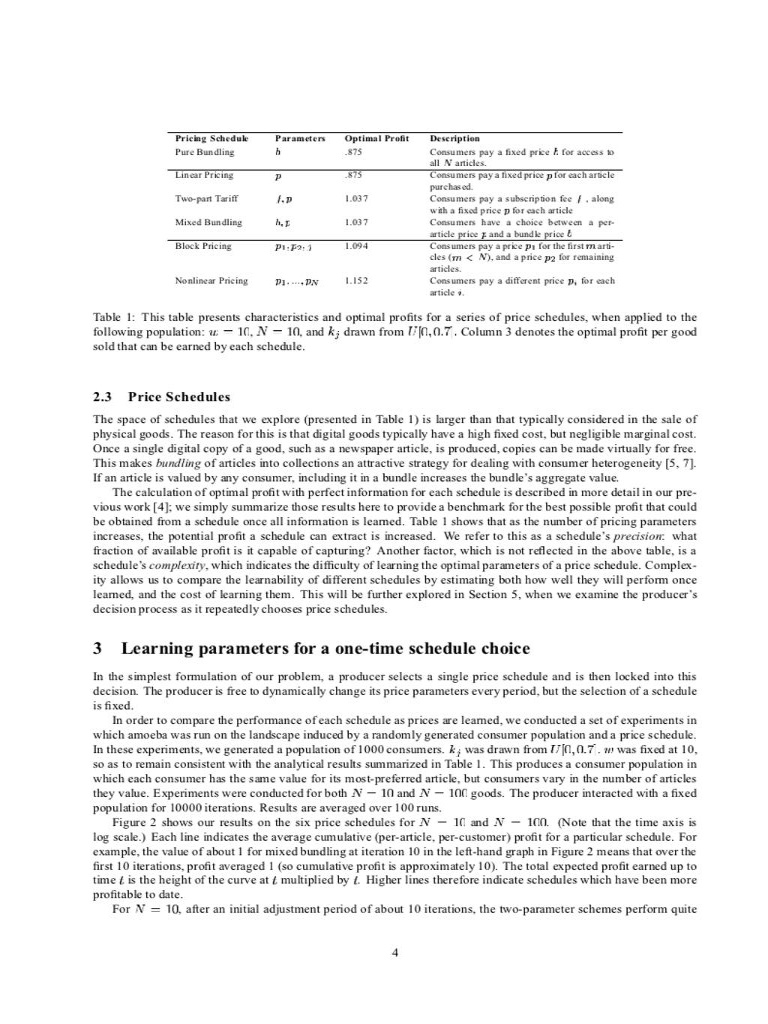 Pricing Schedule Parameters Optimal Profit Description
Pure Bundling b .875 Consumers pay a fixed price b for access to
all N articles.
Linear Pricing p .875 Consumers pay a fixed price p for each article
purchased.
Two-part Tariff f, p 1.037 Consumers pay a subscription fee f , along
with a fixed price p for each article
Mixed Bundling b, p 1.037 Consumers have a choice between a per-
article price p and a bundle price b
Block Pricing p1, p2, j 1.094 Consumers pay a price p1 for the first m arti-
cles (m < N), and a price p2 for remaining
articles.
Nonlinear Pricing p1, ..., pN 1.152 Consumers pay a different price pi for each
article i.
Table 1: This table presents characteristics and optimal profits for a series of price schedules, when applied to the
following population: w = 10, N = 10, and kj drawn from U[0, 0.7]. Column 3 denotes the optimal profit per good
sold that can be earned by each schedule.
2.3 Price Schedules
The space of schedules that we explore (presented in Table 1) is larger than that typically considered in the sale of
physical goods. The reason for this is that digital goods typically have a high fixed cost, but negligible marginal cost.
Once a single digital copy of a good, such as a newspaper article, is produced, copies can be made virtually for free.
This makes bundling of articles into collections an attractive strategy for dealing with consumer heterogeneity [5, 7].
If an article is valued by any consumer, including it in a bundle increases the bundle's aggregate value.
The calculation of optimal profit with perfect information for each schedule is described in more detail in our pre-
vious work [4]; we simply summarize those results here to provide a benchmark for the best possible profit that could
be obtained from a schedule once all information is learned. Table 1 shows that as the number of pricing parameters
increases, the potential profit a schedule can extract is increased. We refer to this as a schedule's precision: what
fraction of available profit is it capable of capturing? Another factor, which is not reflected in the above table, is a
schedule's complexity, which indicates the difficulty of learning the optimal parameters of a price schedule. Complex-
ity allows us to compare the learnability of different schedules by estimating both how well they will perform once
learned, and the cost of learning them. This will be further explored in Section 5, when we examine the producer's
decision process as it repeatedly chooses price schedules.
3 Learning parameters for a one-time schedule choice
In the simplest formulation of our problem, a producer selects a single price schedule and is then locked into this
decision. The producer is free to dynamically change its price parameters every period, but the selection of a schedule
is fixed.
In order to compare the performance of each schedule as prices are learned, we conducted a set of experiments in
which amoeba was run on the landscape induced by a randomly generated consumer population and a price schedule.
In these experiments, we generated a population of 1000 consumers. kj was drawn from U[0, 0.7]. w was fixed at 10,
so as to remain consistent with the analytical results summarized in Table 1. This produces a consumer population in
which each consumer has the same value for its most-preferred article, but consumers vary in the number of articles
they value. Experiments were conducted for both N = 10 and N = 100 goods. The producer interacted with a fixed
population for 10000 iterations. Results are averaged over 100 runs.
Figure 2 shows our results on the six price schedules for N = 10 and N = 100. (Note that the time axis is
log scale.) Each line indicates the average cumulative (per-article, per-customer) profit for a particular schedule. For
example, the value of about 1 for mixed bundling at iteration 10 in the left-hand graph in Figure 2 means that over the
first 10 iterations, profit averaged 1 (so cumulative profit is approximately 10). The total expected profit earned up to
time t is the height of the curve at t multiplied by t. Higher lines therefore indicate schedules which have been more
profitable to date.
For N = 10, after an initial adjustment period of about 10 iterations, the two-parameter schemes perform quite
4